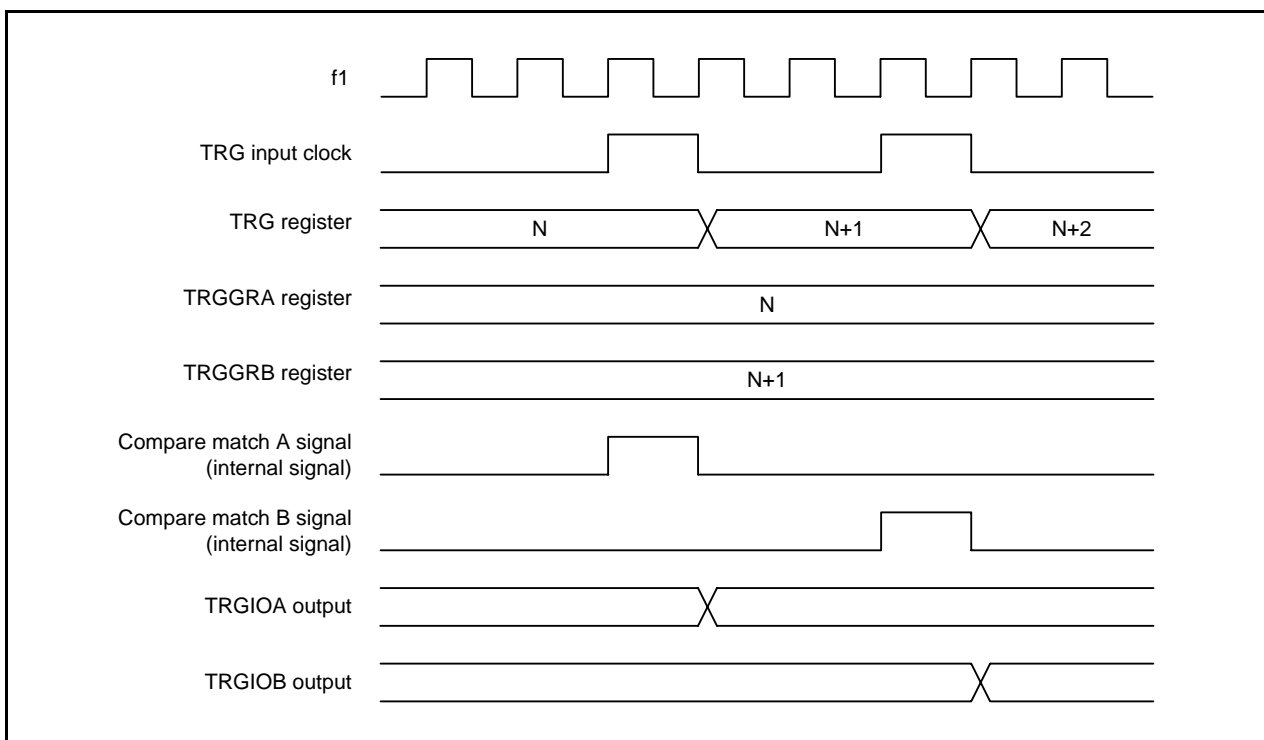 f1
TRG input clock
TRG register
N
N+1
N+2
TRGGRA register
N
TRGGRB register
N+1
Compare match A signal
(internal signal)
Compare match B signal
(internal signal)
TRGIOA output
TRGIOB output